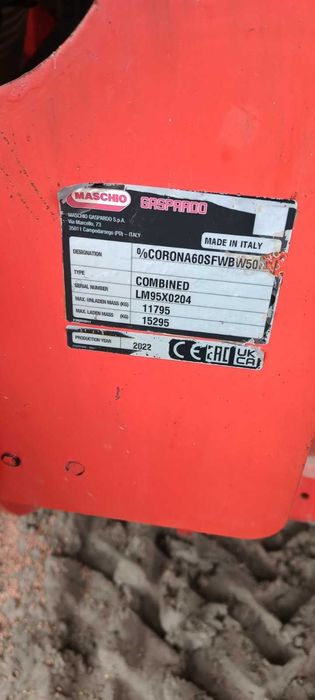 MASCHIO GASPARDO
MASCHIO GASPARDO S.p.A.
Via Marcello, 73
35011 Campodarsego (PD) – ITALY
MADE IN ITALY
DESIGNATION %CORONA60SFWBW50
TYPE COMBINED
SERIAL NUMBER LM95X0204
MAX. UNLADEN MASS (KG) 11795
MAX. LADEN MASS (KG) 15295
PRODUCTION YEAR 2022 CE EAC UK CA